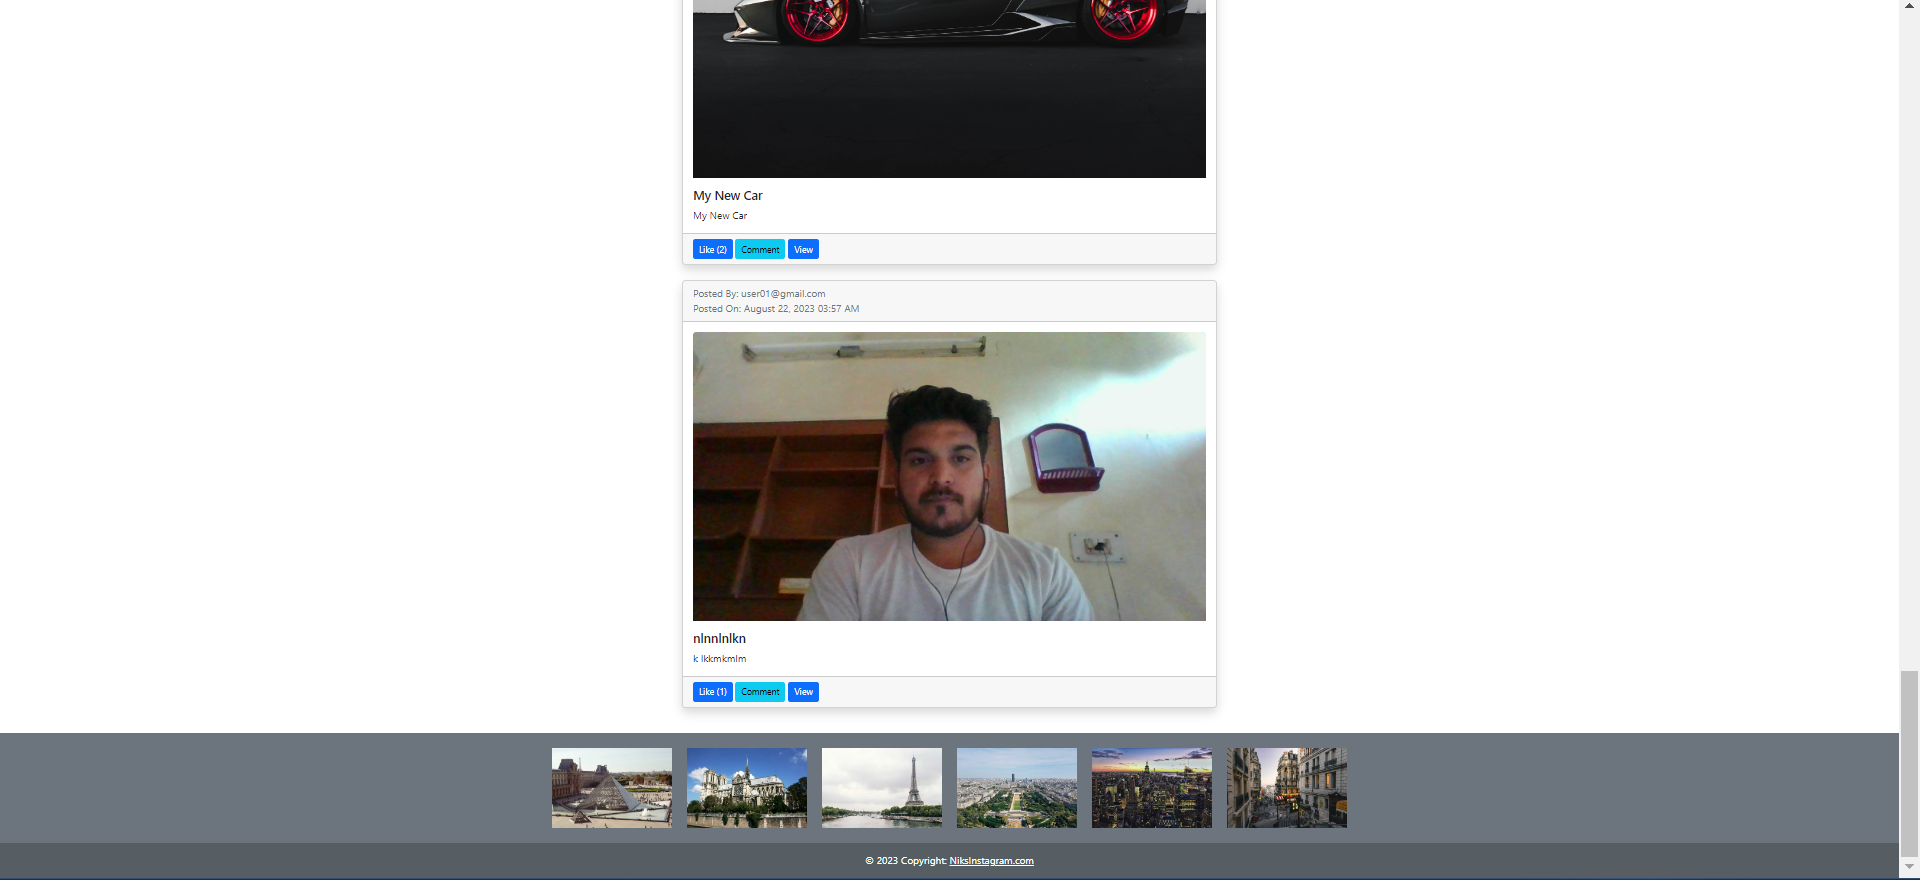 My New Car
My New Car
Like (2) Comment View
Posted By: user01@gmail.com
Posted On: August 22, 2023 03:57 AM
nlnnlnlkn
k lkkmkmlm
Like (1) Comment View
© 2023 Copyright: NiksInstagram.com